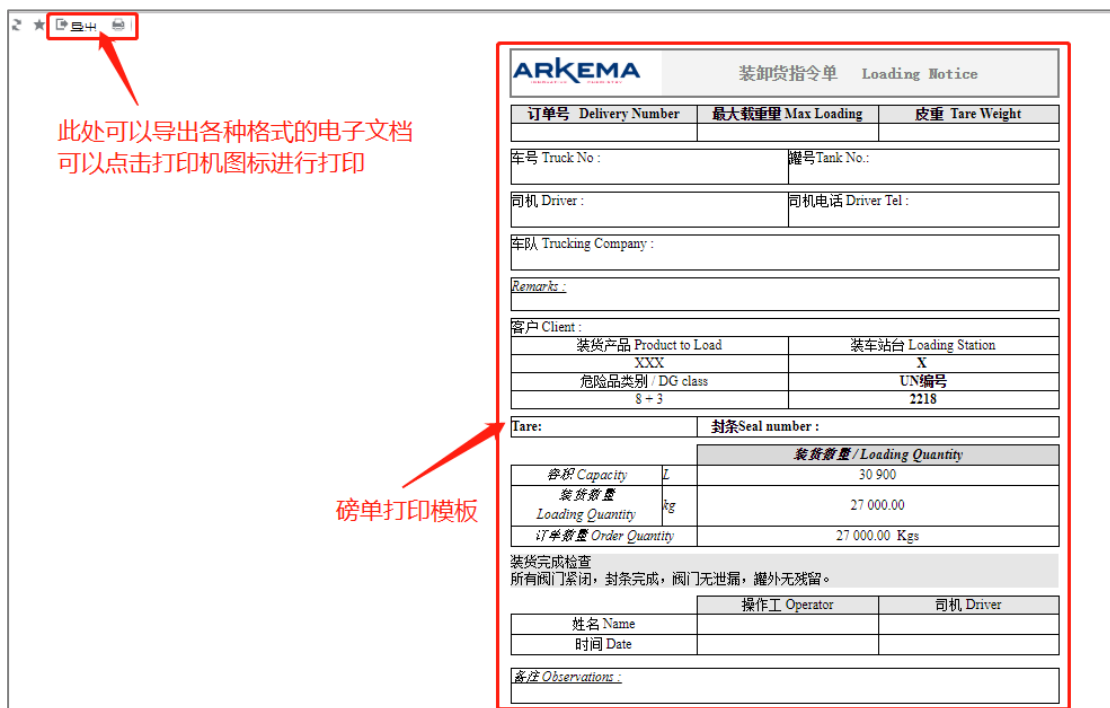 导出
此处可以导出各种格式的电子文档
可以点击打印机图标进行打印
磅单打印模板
ARKEMA
装卸货指令单 Loading Notice
订单号 Delivery Number 最大载重量 Max Loading 皮重 Tare Weight
车号 Truck No : 罐号Tank No.:
司机 Driver : 司机电话 Driver Tel :
车队 Trucking Company :
Remarks :
客户 Client :
装货产品 Product to Load 装车站台 Loading Station
XXX X
危险品类别 / DG class UN编号
8 + 3 2218
Tare: 封条Seal number :
装货数量 / Loading Quantity
容积 Capacity L 30 900
装货数量
Loading Quantity kg 27 000.00
订单数量 Order Quantity 27 000.00 Kgs
装货完成检查
所有阀门紧闭，封条完成，阀门无泄漏，罐外无残留。
操作工 Operator 司机 Driver
姓名 Name
时间 Date
备注 Observations :